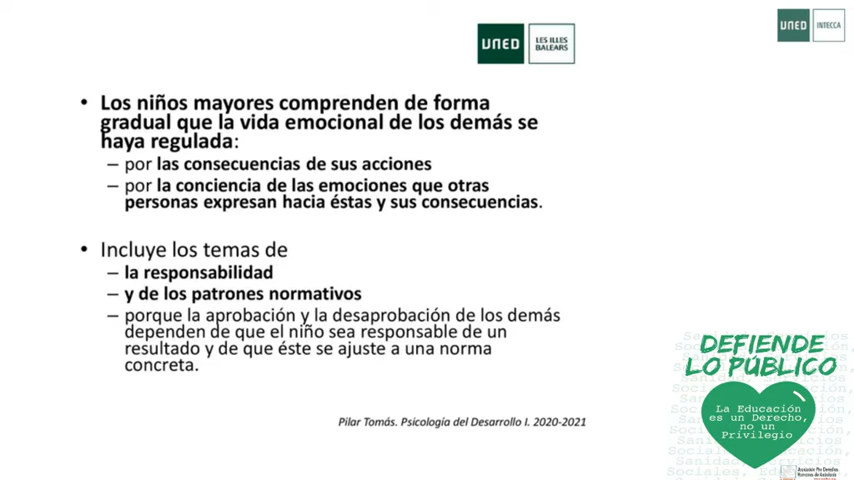 UNED
LES ILLES
BALEARS
UNED
INTECCA
• Los niños mayores comprenden de forma
gradual que la vida emocional de los demás se
haya regulada:
– por las consecuencias de sus acciones
– por la conciencia de las emociones que otras
personas expresan hacia éstas y sus consecuencias.
• Incluye los temas de
– la responsabilidad
– y de los patrones normativos
– porque la aprobación y la desaprobación de los demás
dependen de que el niño sea responsable de un
resultado y de que éste se ajuste a una norma
concreta.
Pilar Tomás. Psicología del Desarrollo I. 2020-2021
DEFIENDE
LO PÚBLICO
La Educación
es un Derecho,
no un
Privilegio